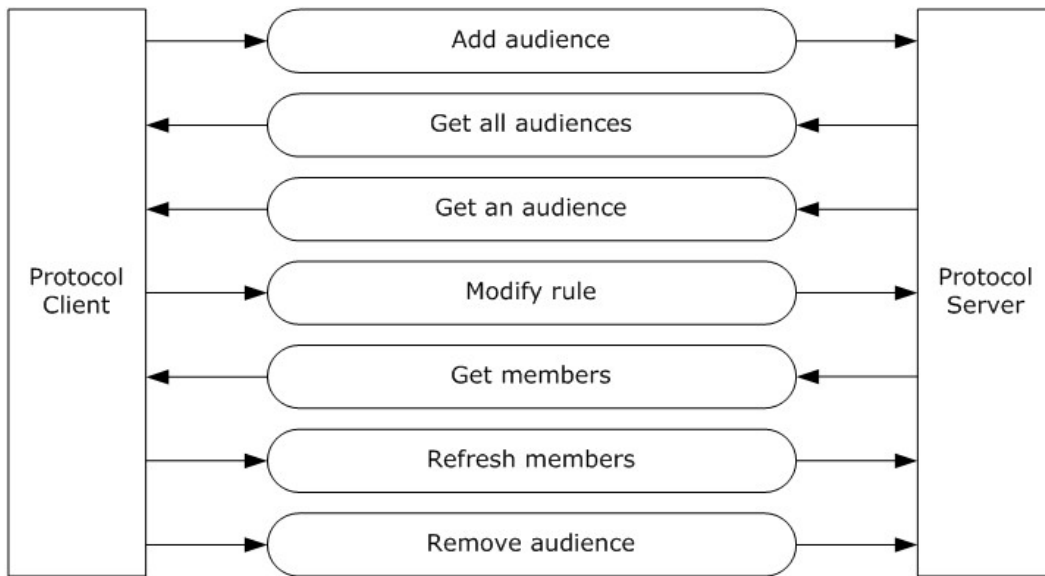 Add audience
Get all audiences
Get an audience
Protocol
Client
Modify rule
Protocol
Server
Get members
Refresh members
Remove audience